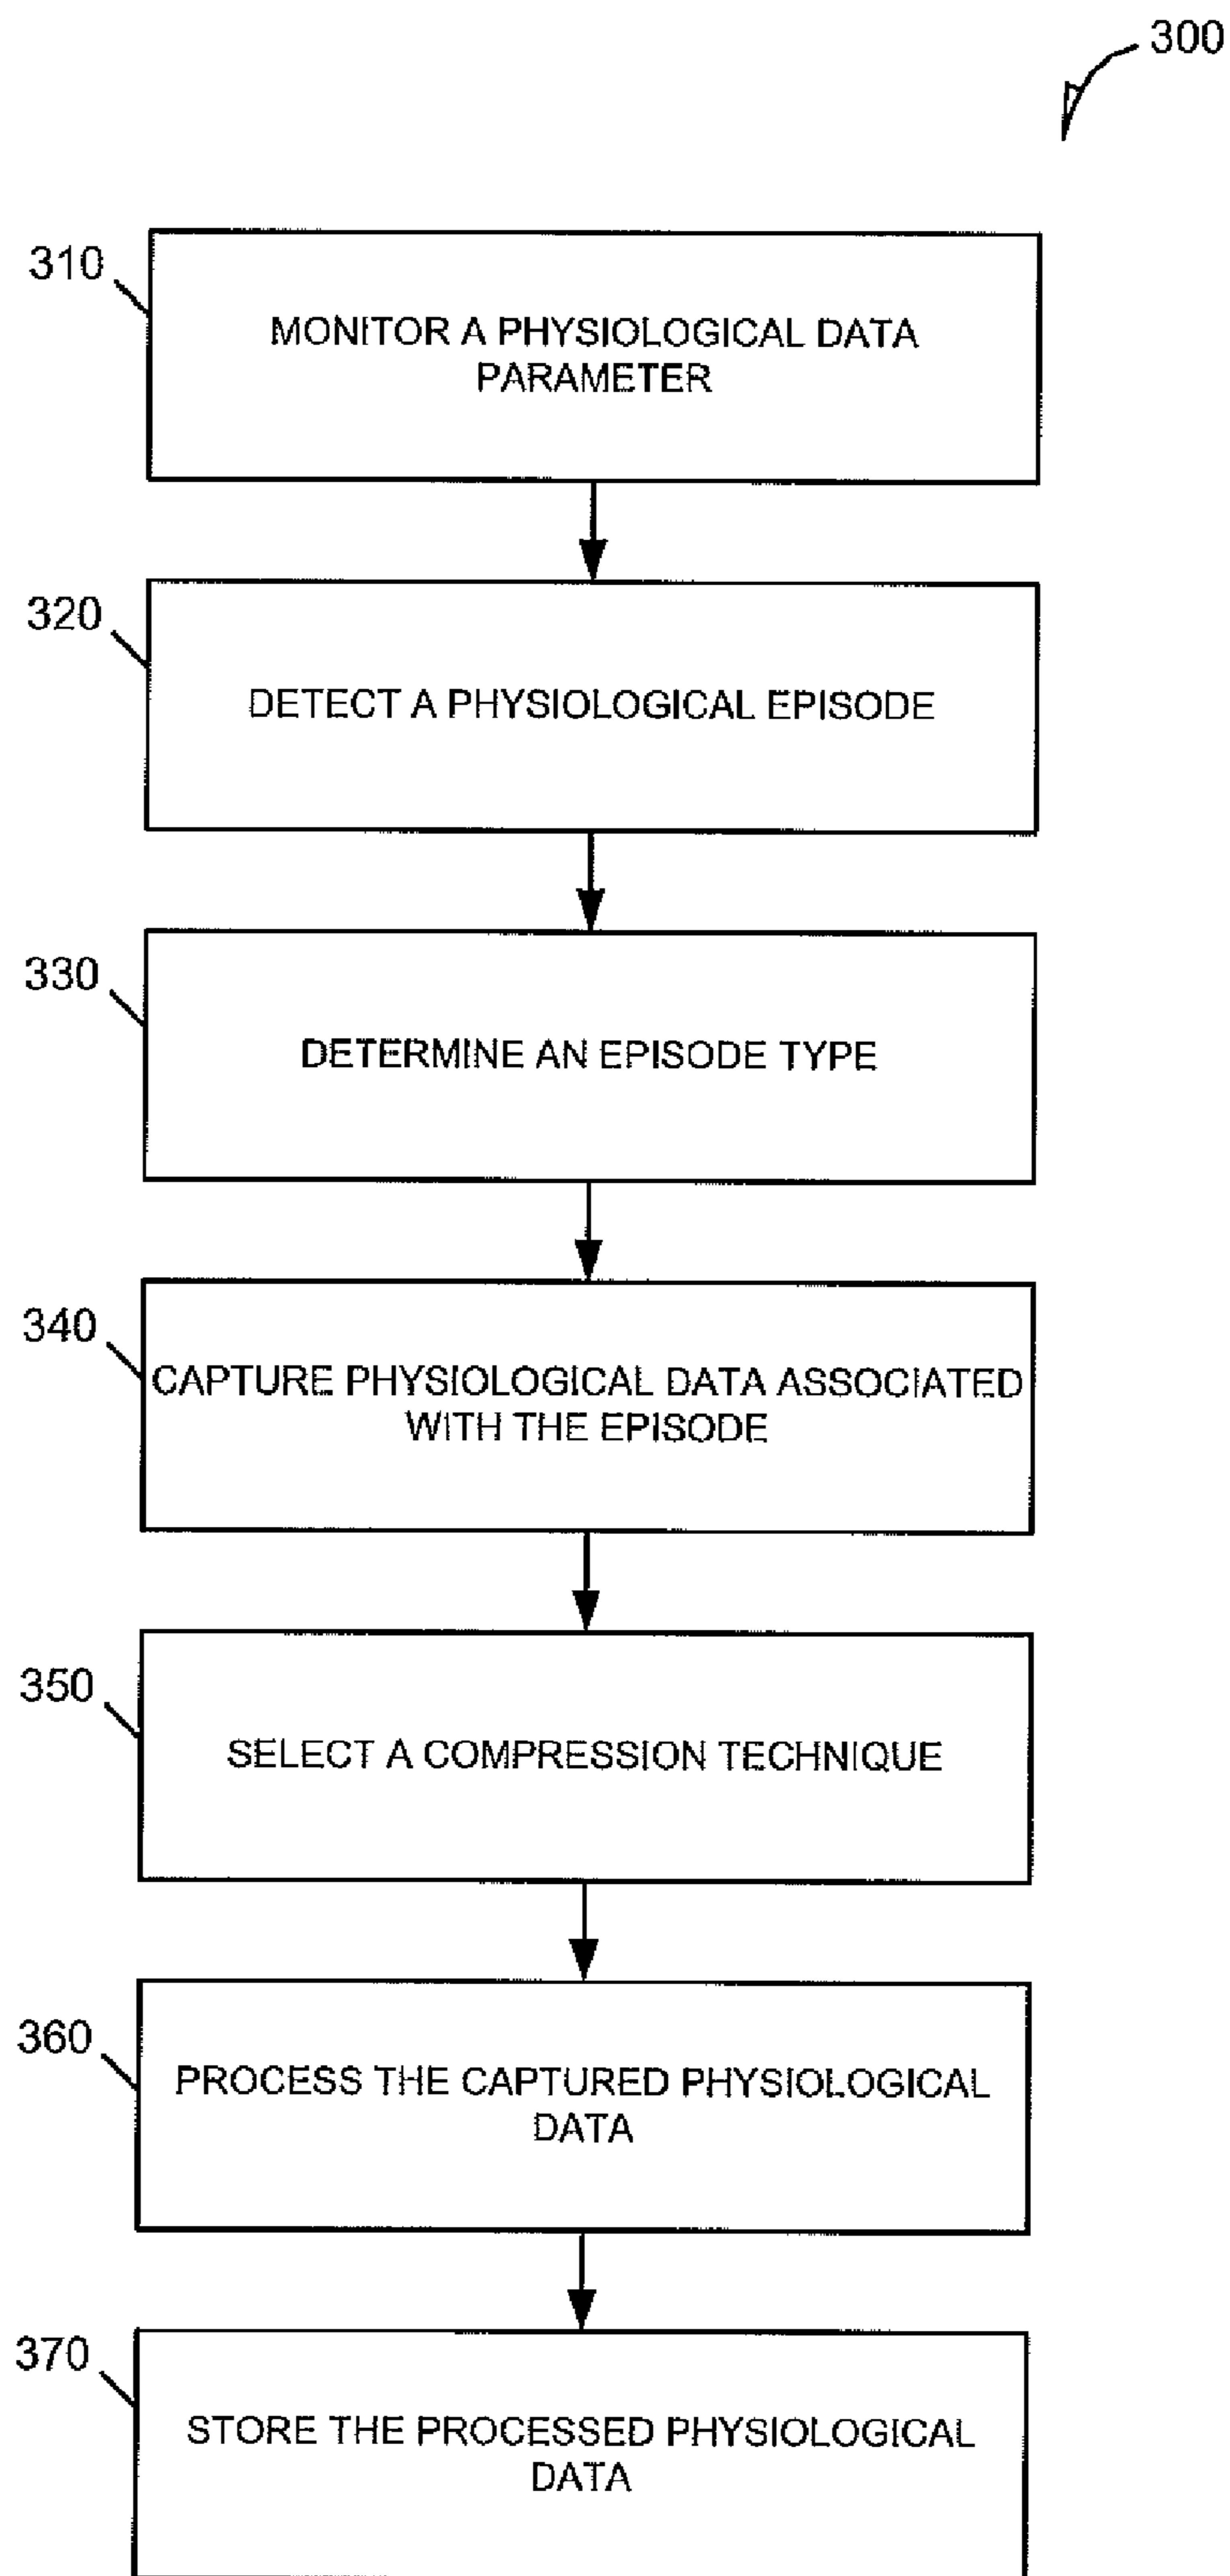 300
310
MONITOR A PHYSIOLOGICAL DATA
PARAMETER
320
DETECT A PHYSIOLOGICAL EPISODE
330
DETERMINE AN EPISODE TYPE
340
CAPTURE PHYSIOLOGICAL DATA ASSOCIATED
WITH THE EPISODE
350
SELECT A COMPRESSION TECHNIQUE
360
PROCESS THE CAPTURED PHYSIOLOGICAL
DATA
370
STORE THE PROCESSED PHYSIOLOGICAL
DATA